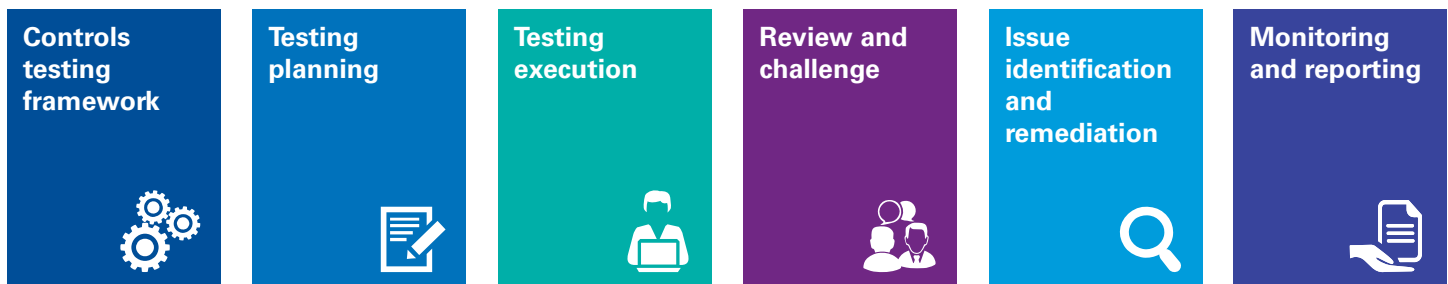 Controls
testing
framework
Testing
planning
Testing
execution
Review and
challenge
Issue
identification
and
remediation
Monitoring
and reporting